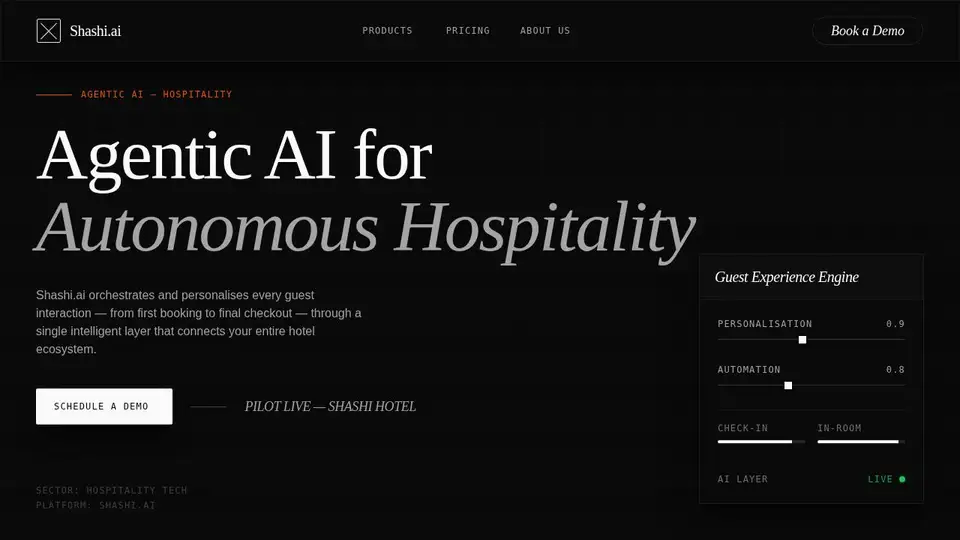 Shashi.ai
PRODUCTS PRICING ABOUT US
Book a Demo
AGENTIC AI — HOSPITALITY
Agentic AI for
Autonomous Hospitality
Shashi.ai orchestrates and personalises every guest
interaction — from first booking to final checkout — through a
single intelligent layer that connects your entire hotel
ecosystem.
SCHEDULE A DEMO
PILOT LIVE — SHASHI HOTEL
SECTOR: HOSPITALITY TECH
PLATFORM: SHASHI.AI
Guest Experience Engine
PERSONALISATION 0.9
AUTOMATION 0.8
CHECK-IN IN-ROOM
AI LAYER LIVE